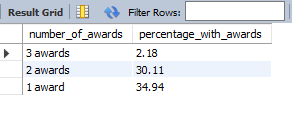 Result Grid Filter Rows:
number_of_awards percentage_with_awards
3 awards 2.18
2 awards 30.11
1 award 34.94